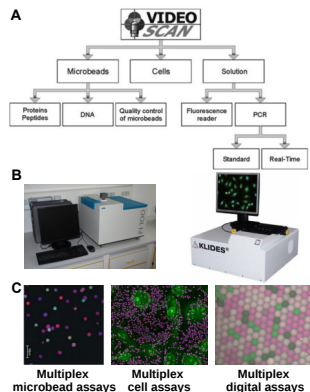 A
VIDEO
SCAN
Microbeads
Cells
Solution
Proteins
Peptides
DNA
Quality control
of microbeads
Fluorescence
reader
PCR
Standard
Real-Time
B
KLIDES®
C
Multiplex
microbead assays
Multiplex
cell assays
Multiplex
digital assays